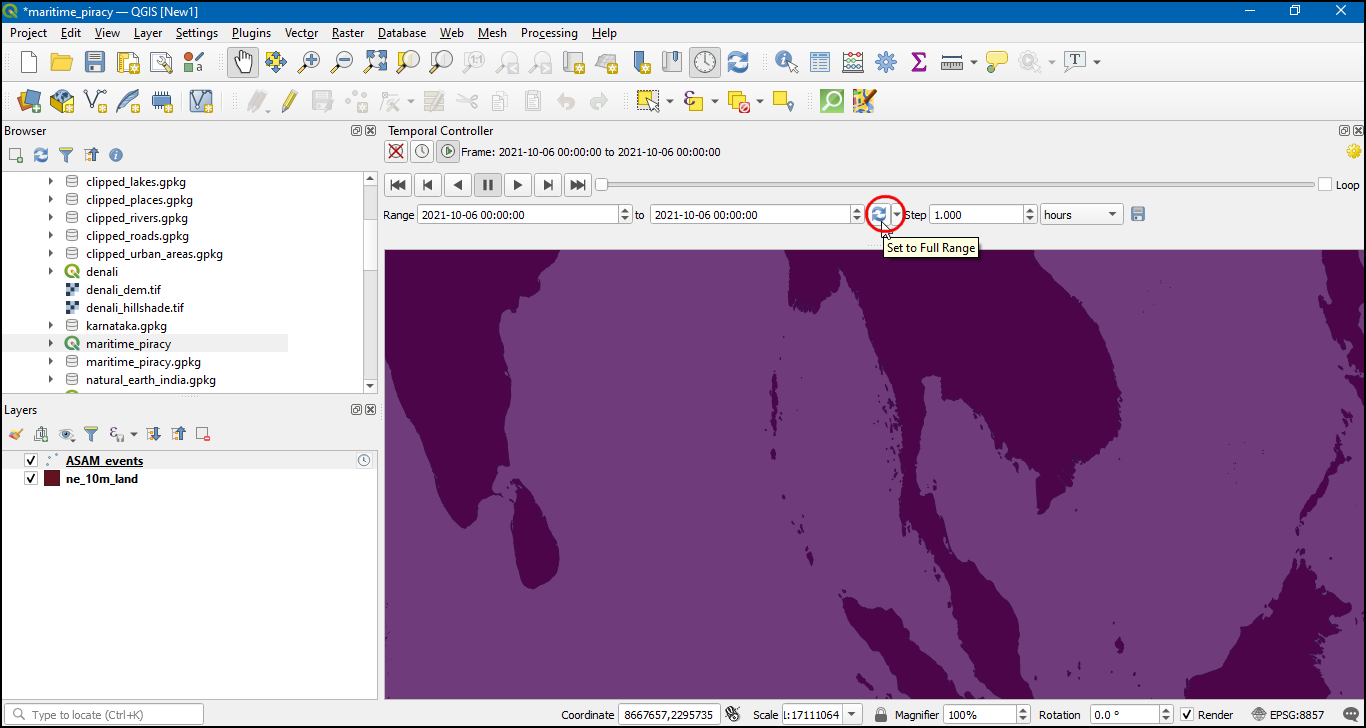 *maritime_piracy — QGIS [New1]
Project Edit View Layer Settings Plugins Vector Raster Database Web Mesh Processing Help
Browser
Temporal Controller
Frame: 2021-10-06 00:00:00 to 2021-10-06 00:00:00
clipped_lakes.gpkg
clipped_places.gpkg
clipped_rivers.gpkg
clipped_roads.gpkg
clipped_urban_areas.gpkg
denali
denali_dem.tif
denali_hillshade.tif
karnataka.gpkg
maritime_piracy
maritime_piracy.gpkg
natural_earth_india.gpkg
Loop
Range 2021-10-06 00:00:00 to 2021-10-06 00:00:00 Step 1.000 hours
Set to Full Range
Layers
ASAM_events
ne_10m_land
Type to locate (Ctrl+K) Coordinate 8667657,2295735 Scale 1:17111064 Magnifier 100% Rotation 0.0 ° Render EPSG:8857